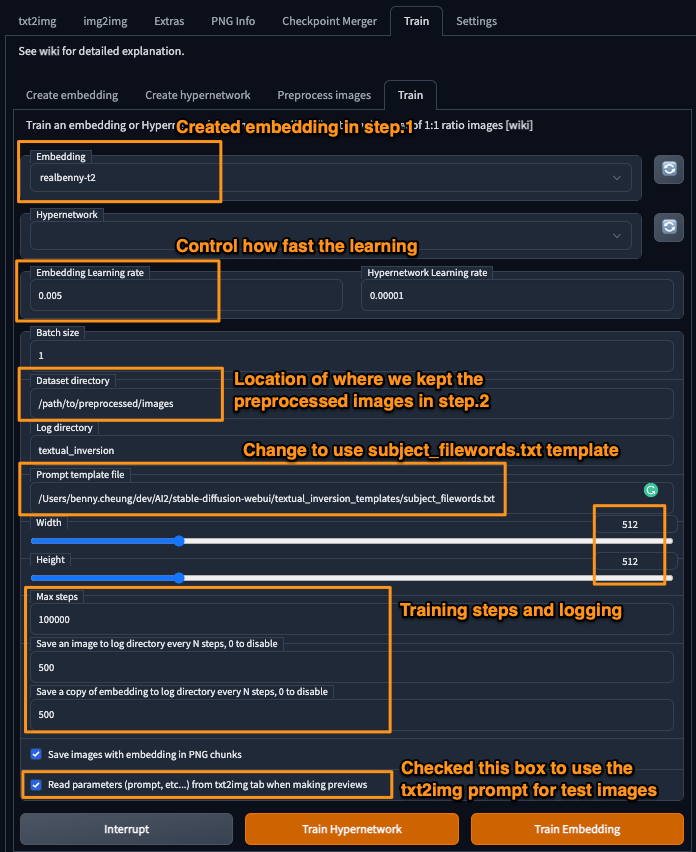 txt2img img2img Extras PNG Info Checkpoint Merger Train Settings
See wiki for detailed explanation.
Create embedding Create hypernetwork Preprocess images Train
Train an embedding or Hypern
Created embedding in step.1
of 1:1 ratio images [wiki]
Embedding
realbenny-t2
Hypernetwork
Control how fast the learning
Embedding Learning rate Hypernetwork Learning rate
0.005 0.00001
Batch size
1
Dataset directory
/path/to/preprocessed/images
Location of where we kept the
preprocessed images in step.2
Log directory
textual_inversion
Change to use subject_filewords.txt template
Prompt template file
/Users/benny.cheung/dev/AI2/stable-diffusion-webui/textual_inversion_templates/subject_filewords.txt
Width 512
Height 512
Max steps
100000
Training steps and logging
Save an image to log directory every N steps, 0 to disable
500
Save a copy of embedding to log directory every N steps, 0 to disable
500
Save images with embedding in PNG chunks
Read parameters (prompt, etc...) from txt2img tab when making previews
Checked this box to use the
txt2img prompt for test images
Interrupt Train Hypernetwork Train Embedding